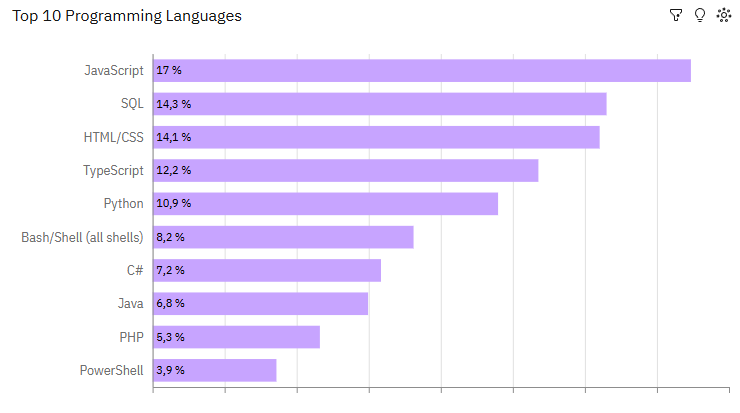 Top 10 Programming Languages
JavaScript 17 %
SQL 14,3 %
HTML/CSS 14,1 %
TypeScript 12,2 %
Python 10,9 %
Bash/Shell (all shells) 8,2 %
C# 7,2 %
Java 6,8 %
PHP 5,3 %
PowerShell 3,9 %